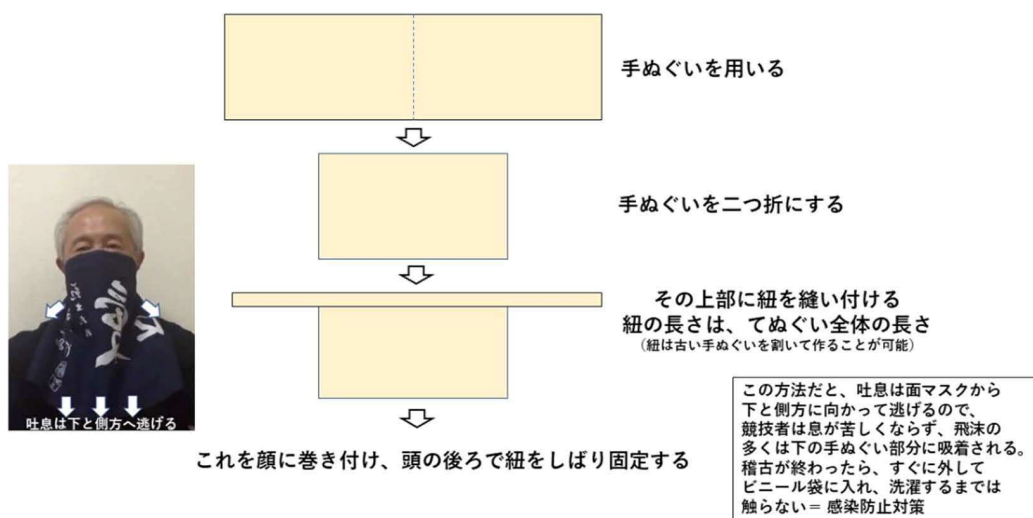 手ぬぐいを用いる
手ぬぐいを二つ折にする
その上部に紐を縫い付ける
紐の長さは、てぬぐい全体の長さ
（紐は古い手ぬぐいを割いて作ることが可能）
吐息は下と側方へ逃げる
これを顔に巻き付け、頭の後ろで紐をしばり固定する
この方法だと、吐息は面マスクから
下と側方に向かって逃げるので、
競技者は息が苦しくならず、飛沫の
多くは下の手ぬぐい部分に吸着される。
稽古が終わったら、すぐに外して
ビニール袋に入れ、洗濯するまでは
触らない＝ 感染防止対策